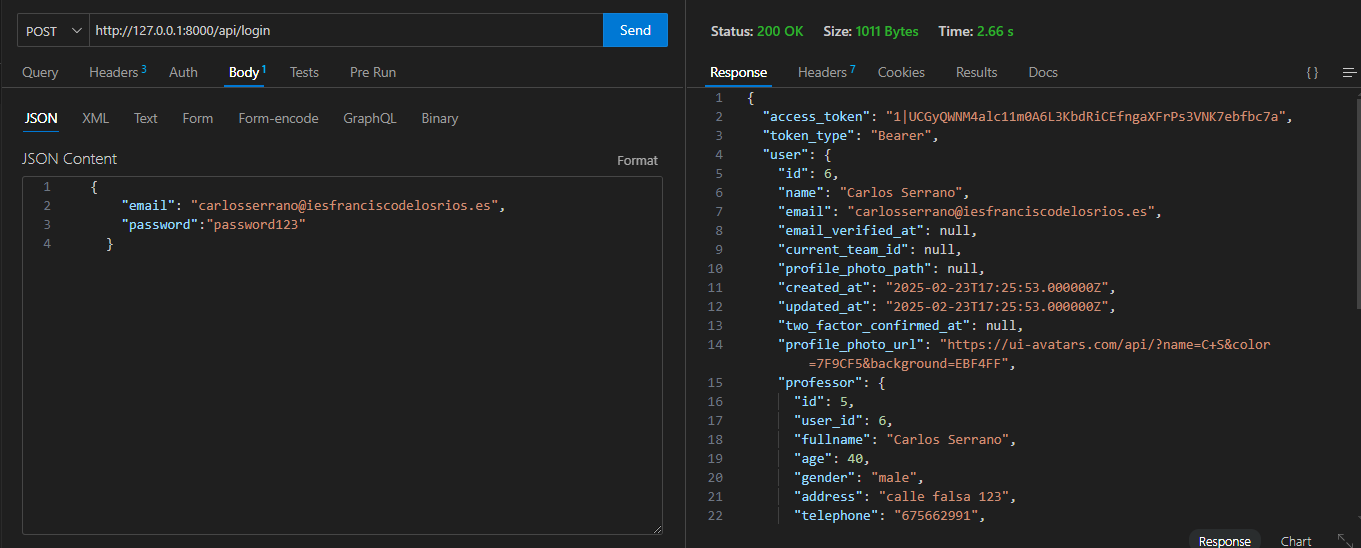 POST http://127.0.0.1:8000/api/login Send
Query Headers 3 Auth Body 1 Tests Pre Run
JSON XML Text Form Form-encode GraphQL Binary
JSON Content Format
1 {
2 "email": "carlosserrano@iesfranciscodelosrios.es",
3 "password":"password123"
4 }
Status: 200 OK Size: 1011 Bytes Time: 2.66 s
Response Headers 7 Cookies Results Docs {}
1 {
2 "access_token": "1|UCGyQWNM4alc11m0A6L3KbdRiCEfngaXFrPs3VNK7ebfbc7a",
3 "token_type": "Bearer",
4 "user": {
5 "id": 6,
6 "name": "Carlos Serrano",
7 "email": "carlosserrano@iesfranciscodelosrios.es",
8 "email_verified_at": null,
9 "current_team_id": null,
10 "profile_photo_path": null,
11 "created_at": "2025-02-23T17:25:53.000000Z",
12 "updated_at": "2025-02-23T17:25:53.000000Z",
13 "two_factor_confirmed_at": null,
14 "profile_photo_url": "https://ui-avatars.com/api/?name=C+S&color
=7F9CF5&background=EBF4FF",
15 "professor": {
16 "id": 5,
17 "user_id": 6,
18 "fullname": "Carlos Serrano",
19 "age": 40,
20 "gender": "male",
21 "address": "calle falsa 123",
22 "telephone": "675662991",
Response Chart